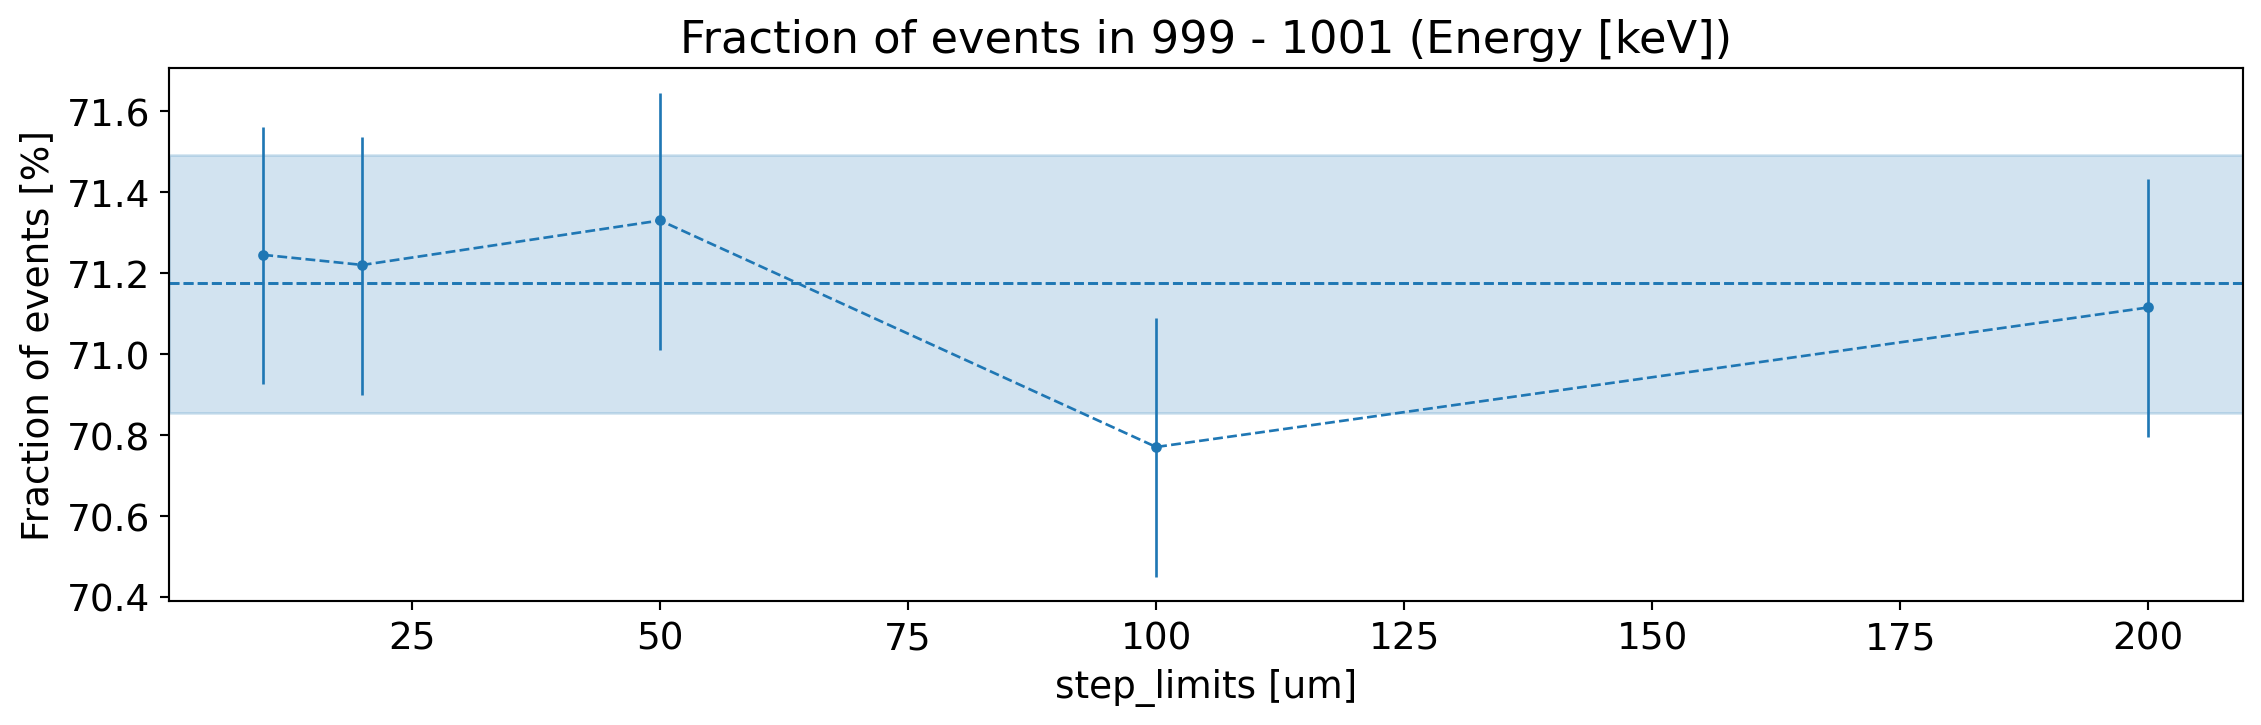 Fraction of events in 999 - 1001 (Energy [keV])
Fraction of events [%]
71.6
71.4
71.2
71.0
70.8
70.6
70.4
25 50 75 100 125 150 175 200
step_limits [um]